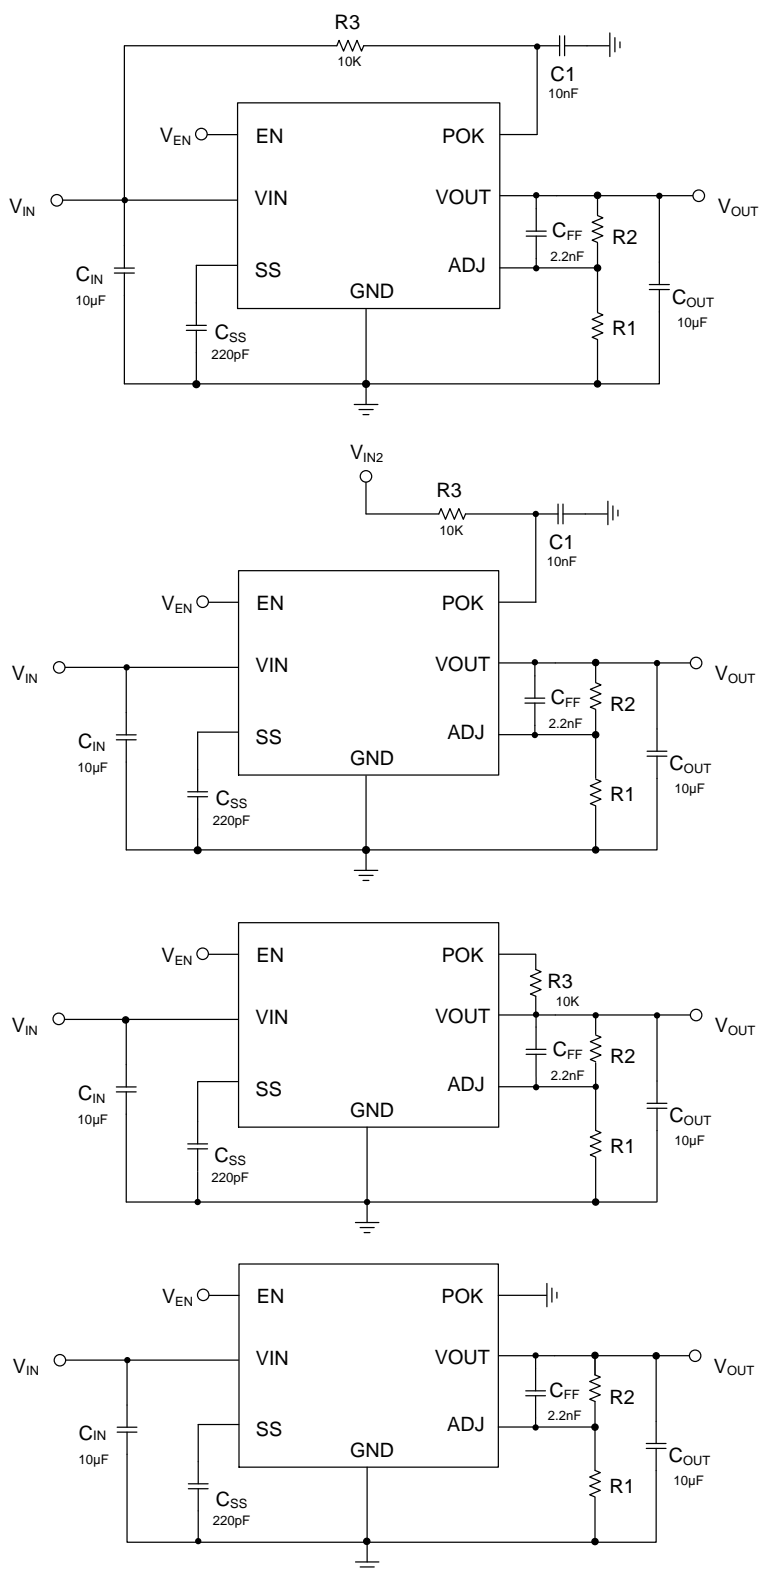 R3
10K
C1
10nF
VEN
EN
POK
VIN
VIN
VOUT
VOUT
CFF
2.2nF
R2
CIN
10µF
SS
ADJ
GND
CSS
220pF
R1
COUT
10µF
VIN2
R3
10K
C1
10nF
VEN
EN
POK
VIN
VIN
VOUT
VOUT
CFF
2.2nF
R2
CIN
10µF
SS
ADJ
GND
CSS
220pF
R1
COUT
10µF
VEN
EN
POK
R3
10K
VIN
VIN
VOUT
VOUT
CFF
2.2nF
R2
CIN
10µF
SS
ADJ
GND
CSS
220pF
R1
COUT
10µF
VEN
EN
POK
VIN
VIN
VOUT
VOUT
CFF
2.2nF
R2
CIN
10µF
SS
ADJ
GND
CSS
220pF
R1
COUT
10µF